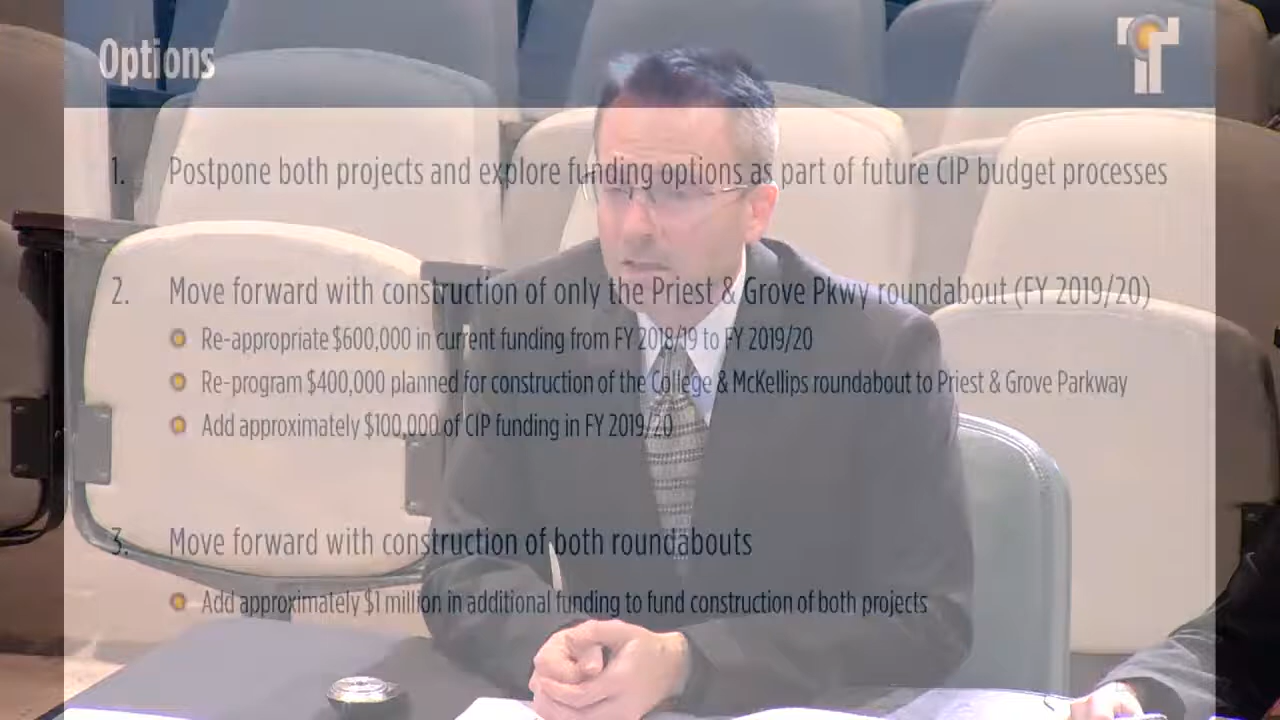 Options
1. Postpone both projects and explore funding options as part of future CIP budget processes
2. Move forward with construction of only the Priest & Grove Pkwy roundabout (FY 2019/20)
Re-appropriate $600,000 in current funding from FY 2018/19 to FY 2019/20
Re-program $400,000 planned for construction of the College & McKellips roundabout to Priest & Grove Parkway
Add approximately $100,000 of CIP funding in FY 2019/20
3. Move forward with construction of both roundabouts
Add approximately $1 million in additional funding to fund construction of both projects